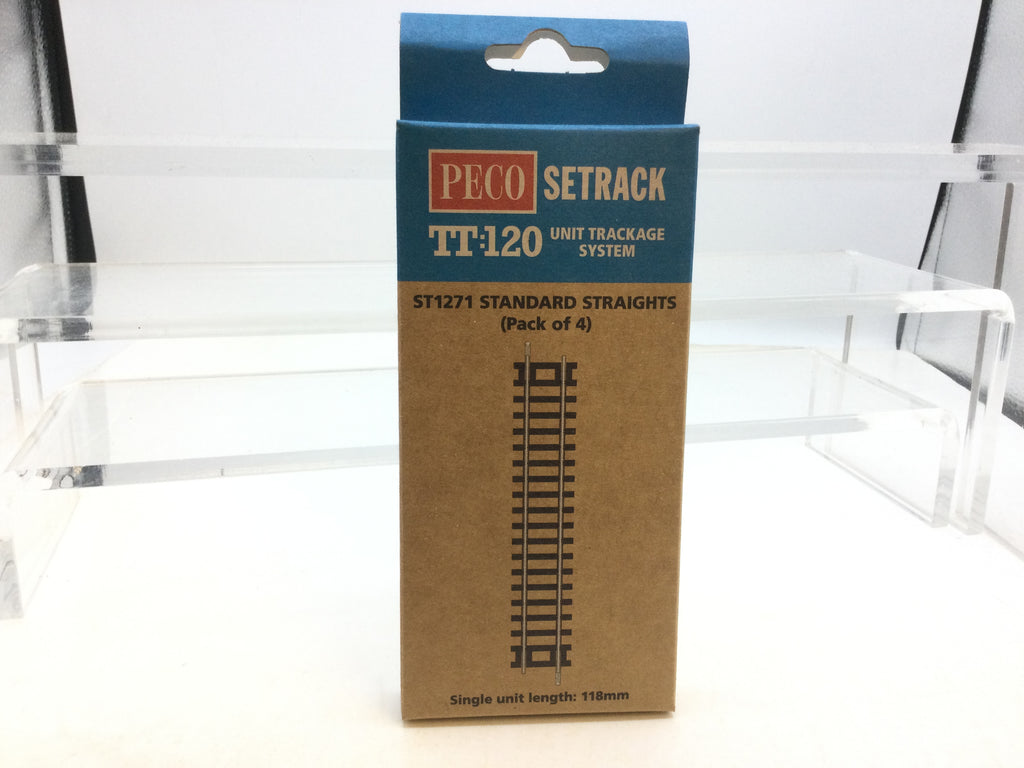 PECO SETRACK
TT:120 UNIT TRACKAGE
SYSTEM
ST1271 STANDARD STRAIGHTS
(Pack of 4)
Single unit length: 118mm